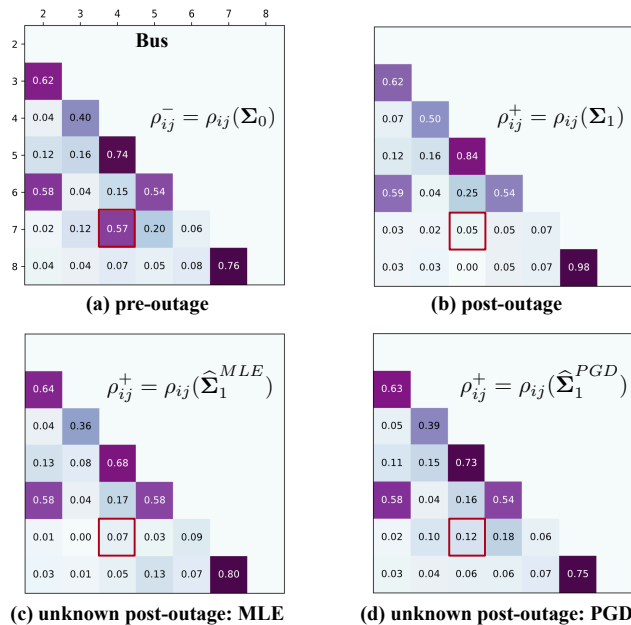 2 3 4 5 6 7 8
Bus
2
3
4
5
6
7
8
0.62
0.04 0.40
0.12 0.16 0.74
0.58 0.04 0.15 0.54
0.02 0.12 0.57 0.20 0.06
0.04 0.04 0.07 0.05 0.08 0.76
ρ⁻ᵢⱼ = ρᵢⱼ(Σ₀)
(a) pre-outage
0.62
0.07 0.50
0.12 0.16 0.84
0.59 0.04 0.25 0.54
0.03 0.02 0.05 0.05 0.07
0.03 0.03 0.00 0.05 0.07 0.98
ρ⁺ᵢⱼ = ρᵢⱼ(Σ₁)
(b) post-outage
0.64
0.04 0.36
0.13 0.08 0.68
0.58 0.04 0.17 0.58
0.01 0.00 0.07 0.03 0.09
0.03 0.01 0.05 0.13 0.07 0.80
ρ⁺ᵢⱼ = ρᵢⱼ(Σ̂₁ᴹᴸᴱ)
(c) unknown post-outage: MLE
0.63
0.05 0.39
0.11 0.15 0.73
0.58 0.04 0.16 0.54
0.02 0.10 0.12 0.18 0.06
0.03 0.04 0.06 0.06 0.07 0.75
ρ⁺ᵢⱼ = ρᵢⱼ(Σ̂₁ᴾᴳᴰ)
(d) unknown post-outage: PGD